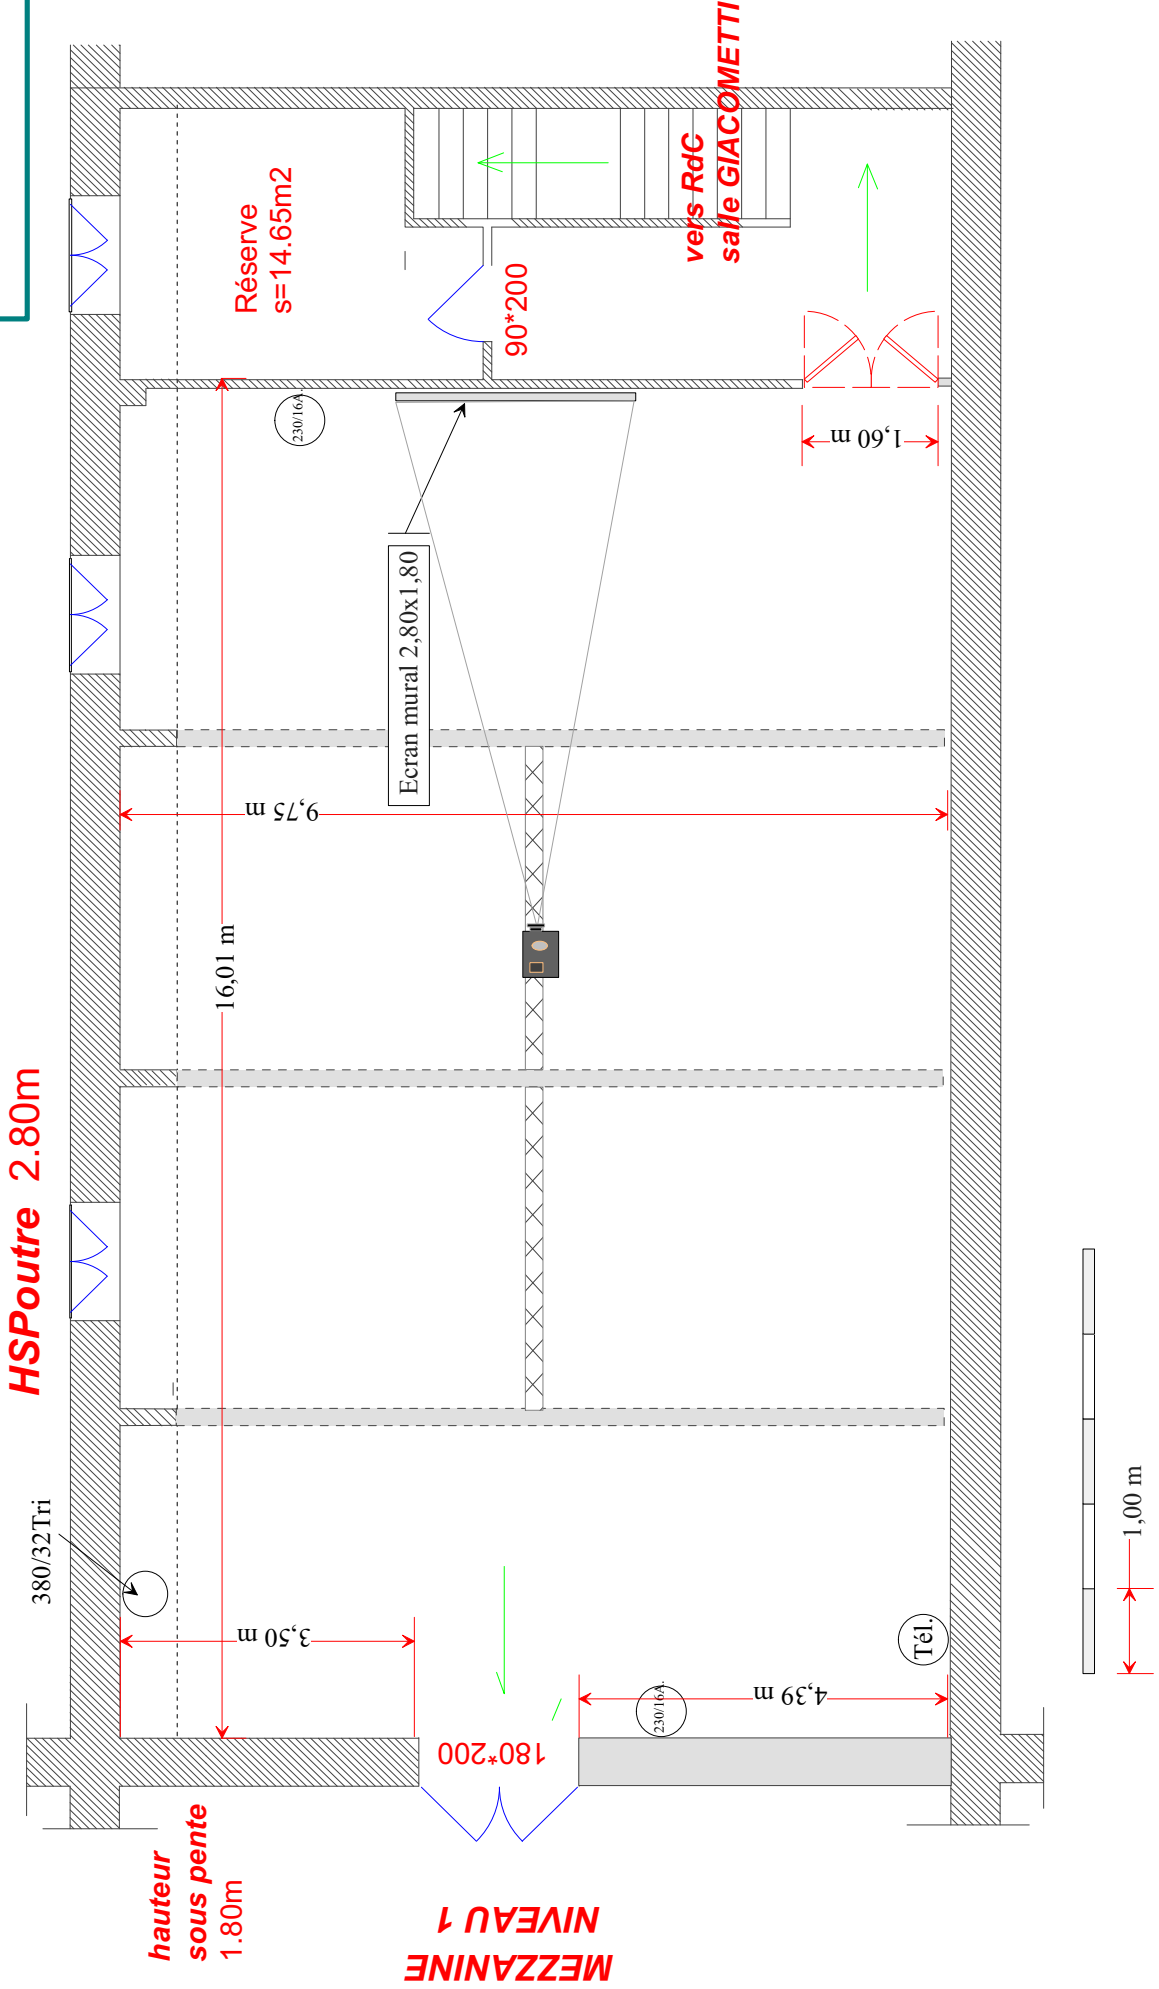 HSPoutre 2.80m
380/32Tri
hauteur
sous pente
1.80m
MEZZANINE
NIVEAU 1
Réserve
s=14.65m2
90*200
vers RdC
salle GIACOMETTI
230/16A.
Ecran mural 2,80x1,80
1,60 m
9,75 m
16,01 m
3,50 m
180*200
230/16A.
4,39 m
Tél.
1,00 m